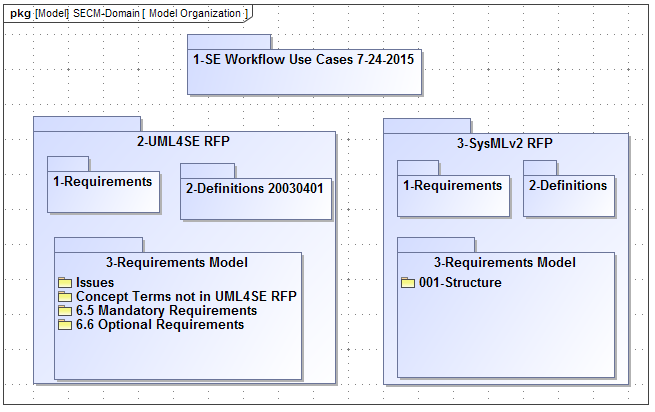 pkg [Model] SECM-Domain [ Model Organization ]
1-SE Workflow Use Cases 7-24-2015
2-UML4SE RFP
1-Requirements
2-Definitions 20030401
3-Requirements Model
Issues
Concept Terms not in UML4SE RFP
6.5 Mandatory Requirements
6.6 Optional Requirements
3-SysMLv2 RFP
1-Requirements
2-Definitions
3-Requirements Model
001-Structure